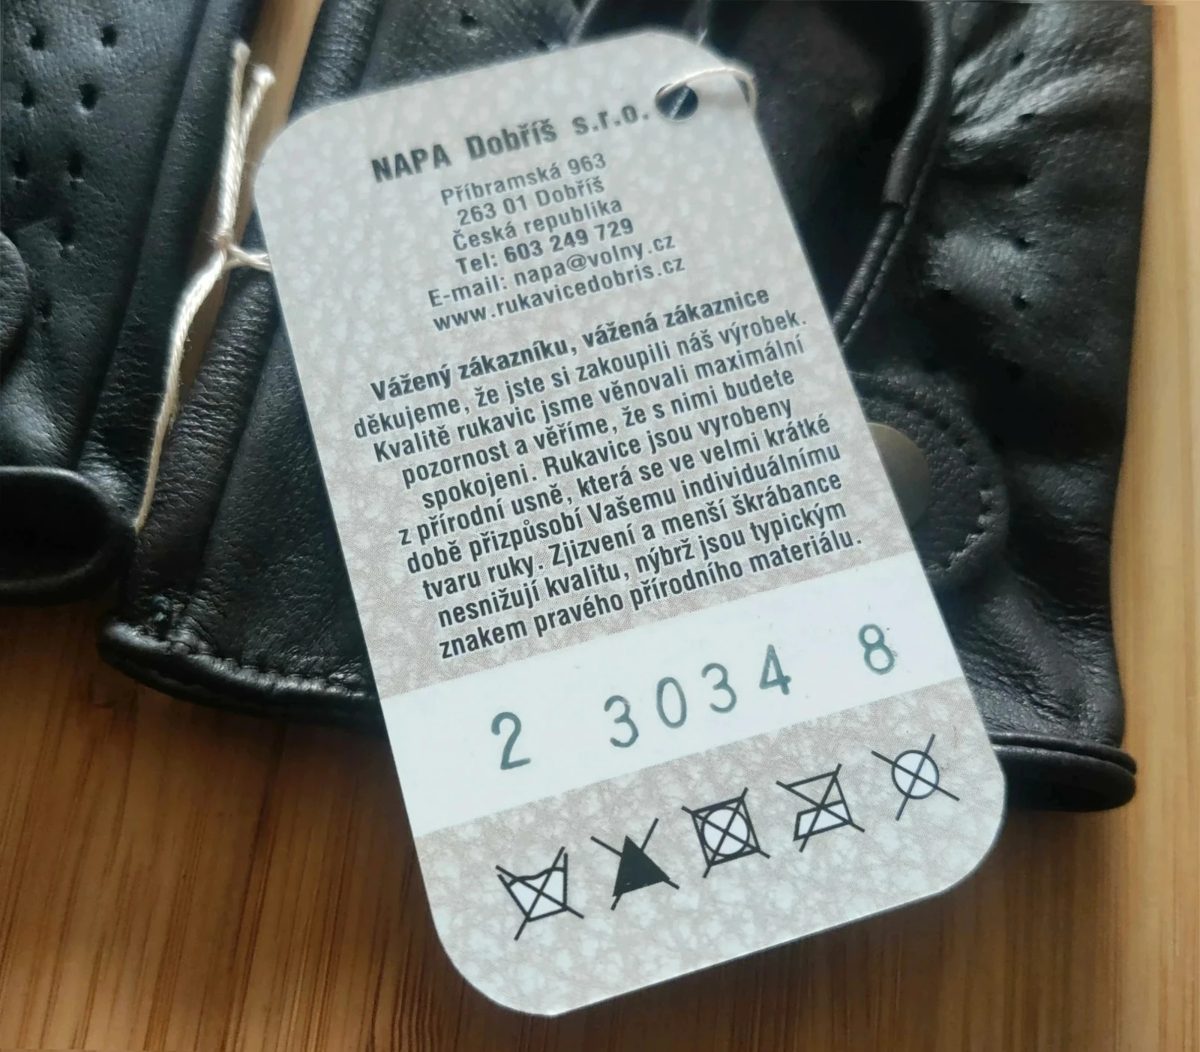 NAPA Dobříš s.r.o.
Příbramská 963
263 01 Dobříš
Česká republika
Tel: 603 249 729
E-mail: napa@volny.cz
www.rukavicedobris.cz
Vážený zákazníku, vážená zákaznice
děkujeme, že jste si zakoupili náš výrobek.
Kvalitě rukavic jsme věnovali maximální
pozornost a věříme, že s nimi budete
spokojeni. Rukavice jsou vyrobeny
z přírodní usně, která se ve velmi krátké
době přizpůsobí Vašemu individuálnímu
tvaru ruky. Zjizvení a menší škrábance
nesnižují kvalitu, nýbrž jsou typickým
znakem pravého přírodního materiálu.
2 3034 8